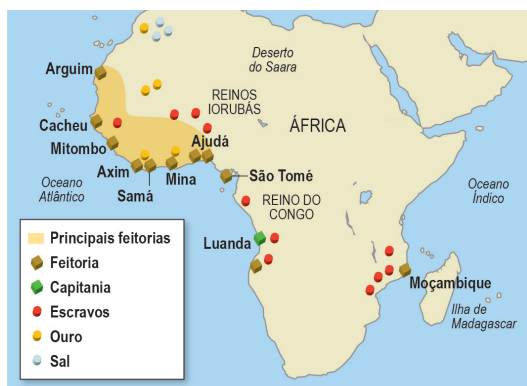 Arguim
Deserto
do Saara
REINOS
IORUBÁS
ÁFRICA
Cacheu
Mitombo
Ajudá
Axim
Samá
Mina
São Tomé
Oceano
Atlântico
Oceano
Índico
REINO DO
CONGO
Luanda
Moçambique
Ilha de
Madagascar
Principais feitorias
Feitoria
Capitania
Escravos
Ouro
Sal